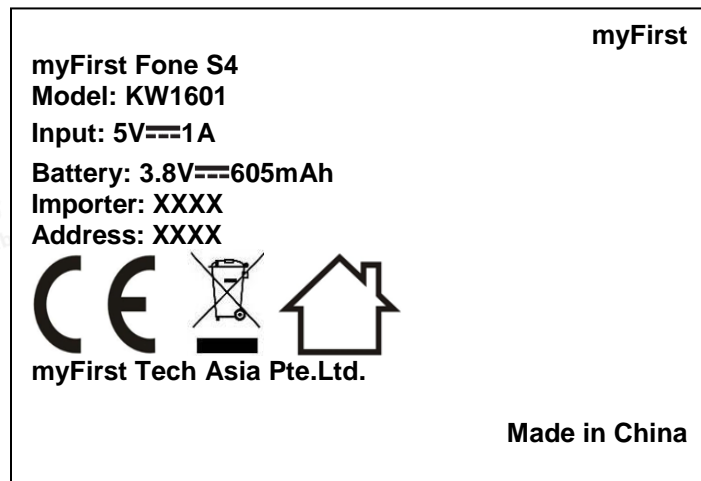 myFirst
myFirst Fone S4
Model: KW1601
Input: 5V⎓1A
Battery: 3.8V⎓605mAh
Importer: XXXX
Address: XXXX
CE
myFirst Tech Asia Pte.Ltd.
Made in China